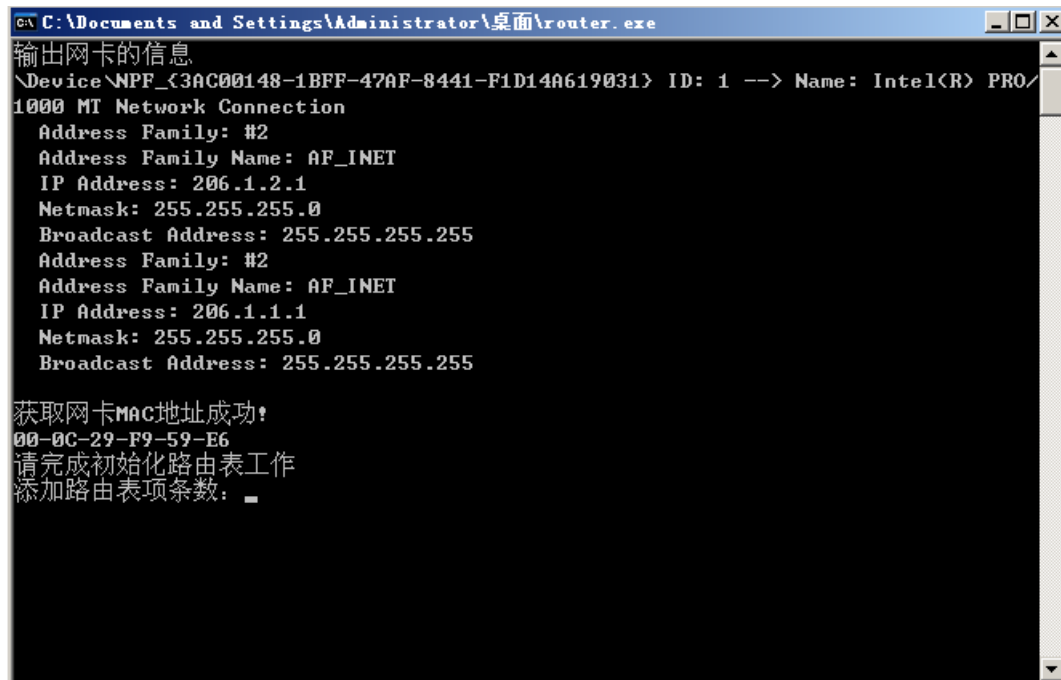 C:\Documents and Settings\Administrator\桌面\router.exe
输出网卡的信息
\Device\NPF_{3AC00148-1BFF-47AF-8441-F1D14A619031} ID: 1 --> Name: Intel(R) PRO/
1000 MT Network Connection
Address Family: #2
Address Family Name: AF_INET
IP Address: 206.1.2.1
Netmask: 255.255.255.0
Broadcast Address: 255.255.255.255
Address Family: #2
Address Family Name: AF_INET
IP Address: 206.1.1.1
Netmask: 255.255.255.0
Broadcast Address: 255.255.255.255
获取网卡MAC地址成功!
00-0C-29-F9-59-E6
请完成初始化路由表工作
添加路由表项条数：